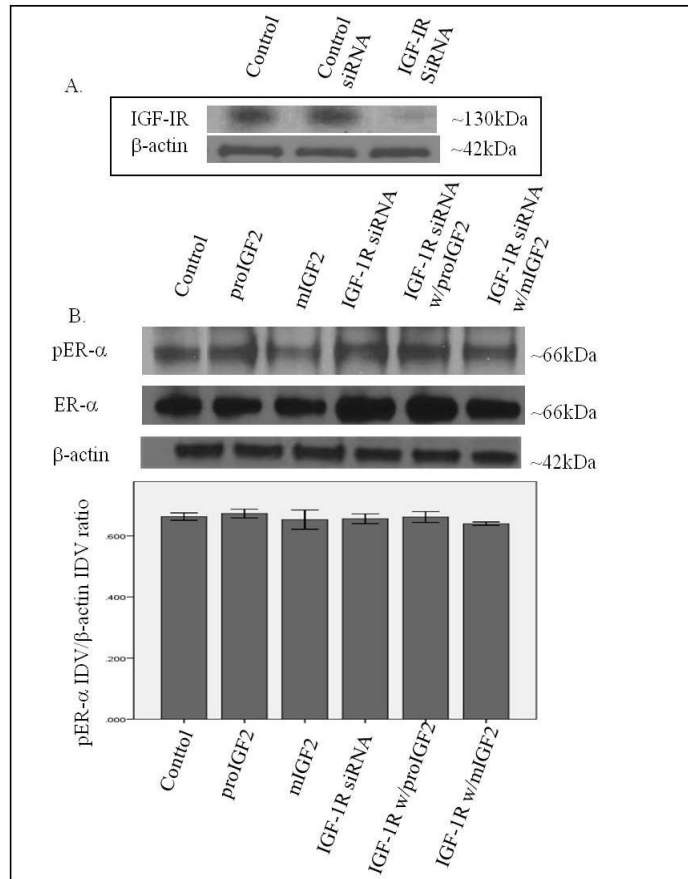 Control
Control
siRNA
IGF-IR
SiRNA
A.
IGF-IR
~130kDa
β-actin
~42kDa
Control
proIGF2
mIGF2
IGF-1R siRNA
IGF-1R siRNA
w/proIGF2
IGF-1R siRNA
w/mIGF2
B.
pER-α
~66kDa
ER-α
~66kDa
β-actin
~42kDa
pER-α IDV/β-actin IDV ratio
.600
.400
.200
.000
Conttol
proIGF2
mIGF2
IGF-1R siRNA
IGF-1R w/proIGF2
IGF-1R w/mIGF2